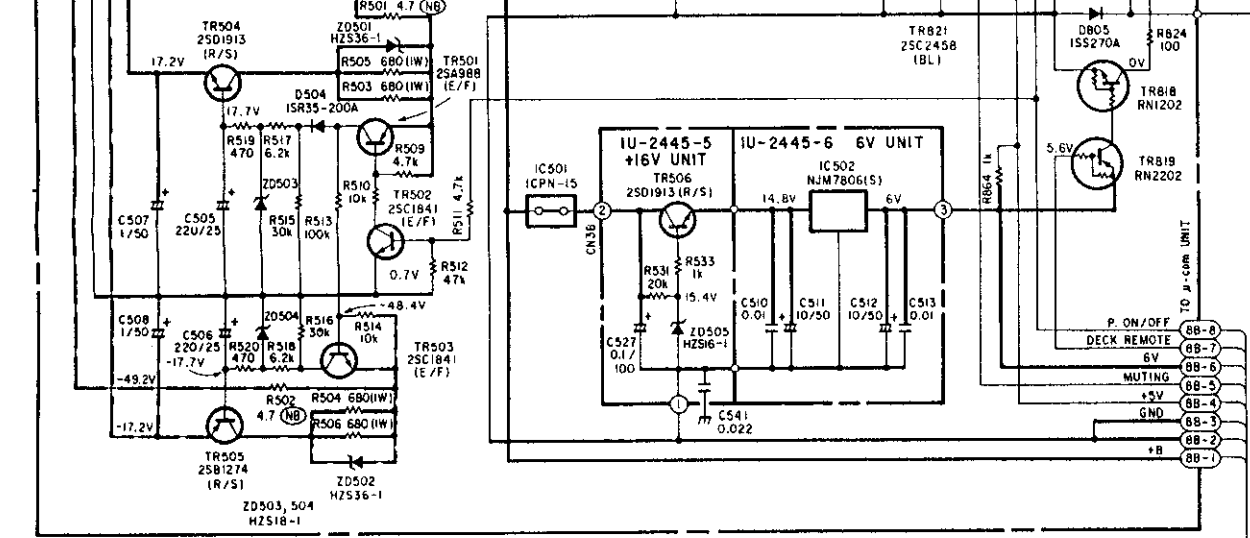 R501 4.7 NB
TR504
2SD1913
(R/S)
17.2V
ZD501
HZS36-1
R505 680(1W)
R503 680(1W)
TR501
2SA988
(E/F)
D504
1SR35-200A
17.7V
R519
470
R517
6.2k
R509
4.7k
ZD503
R510
10k
TR502
2SC1841
(E/F)
R511 4.7k
C507
1/50
C505
220/25
R515
30k
R513
100k
0.7V
R512
47k
C508
1/50
C506
220/25
-17.7V
ZD504
R516
30k
-48.4V
R514
10k
R520
470
R518
6.2k
TR503
2SC1841
(E/F)
-49.2V
R502
4.7 NB
R504 680(1W)
R506 680(1W)
-17.2V
TR505
2SB1274
(R/S)
ZD502
HZS36-1
ZD503, 504
HZS18-1
TR821
2SC2458
(BL)
D805
1SS270A
R824
100
0V
TR818
RN1202
5.6V
TR819
RN2202
R864 1k
1U-2445-5
+16V UNIT
1U-2445-6 6V UNIT
IC501
ICPN-15
TR506
2SD1913(R/S)
IC502
NJM7806(S)
2
14.8V
6V
3
CN38
R533
1k
R531
20k
15.4V
C510
0.01
C511
10/50
C512
10/50
C513
0.01
C527
0.1/
100
ZD505
HZS16-1
1
C541
0.022
TO μ-com UNIT
P. ON/OFF 8B-8
DECK REMOTE 8B-7
6V 8B-6
MUTING 8B-5
+5V 8B-4
GND 8B-3
8B-2
+B 8B-1